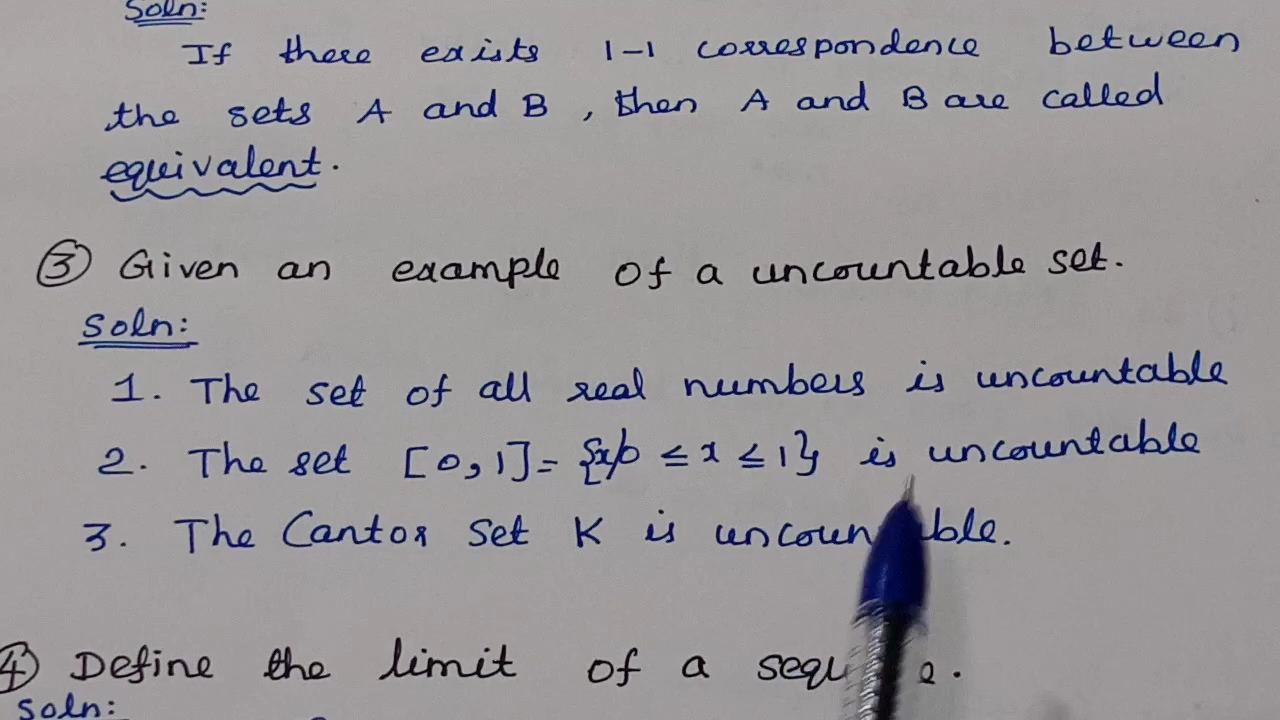 Soln:
If there exists 1-1 correspondence between
the sets A and B, then A and B are called
equivalent.
③ Given an example of a uncountable set.
Soln:
1. The set of all real numbers is uncountable
2. The set [0,1]= {x/0 ≤ x ≤ 1} is uncountable
3. The Cantor set K is uncountable.
④ Define the limit of a
Soln: